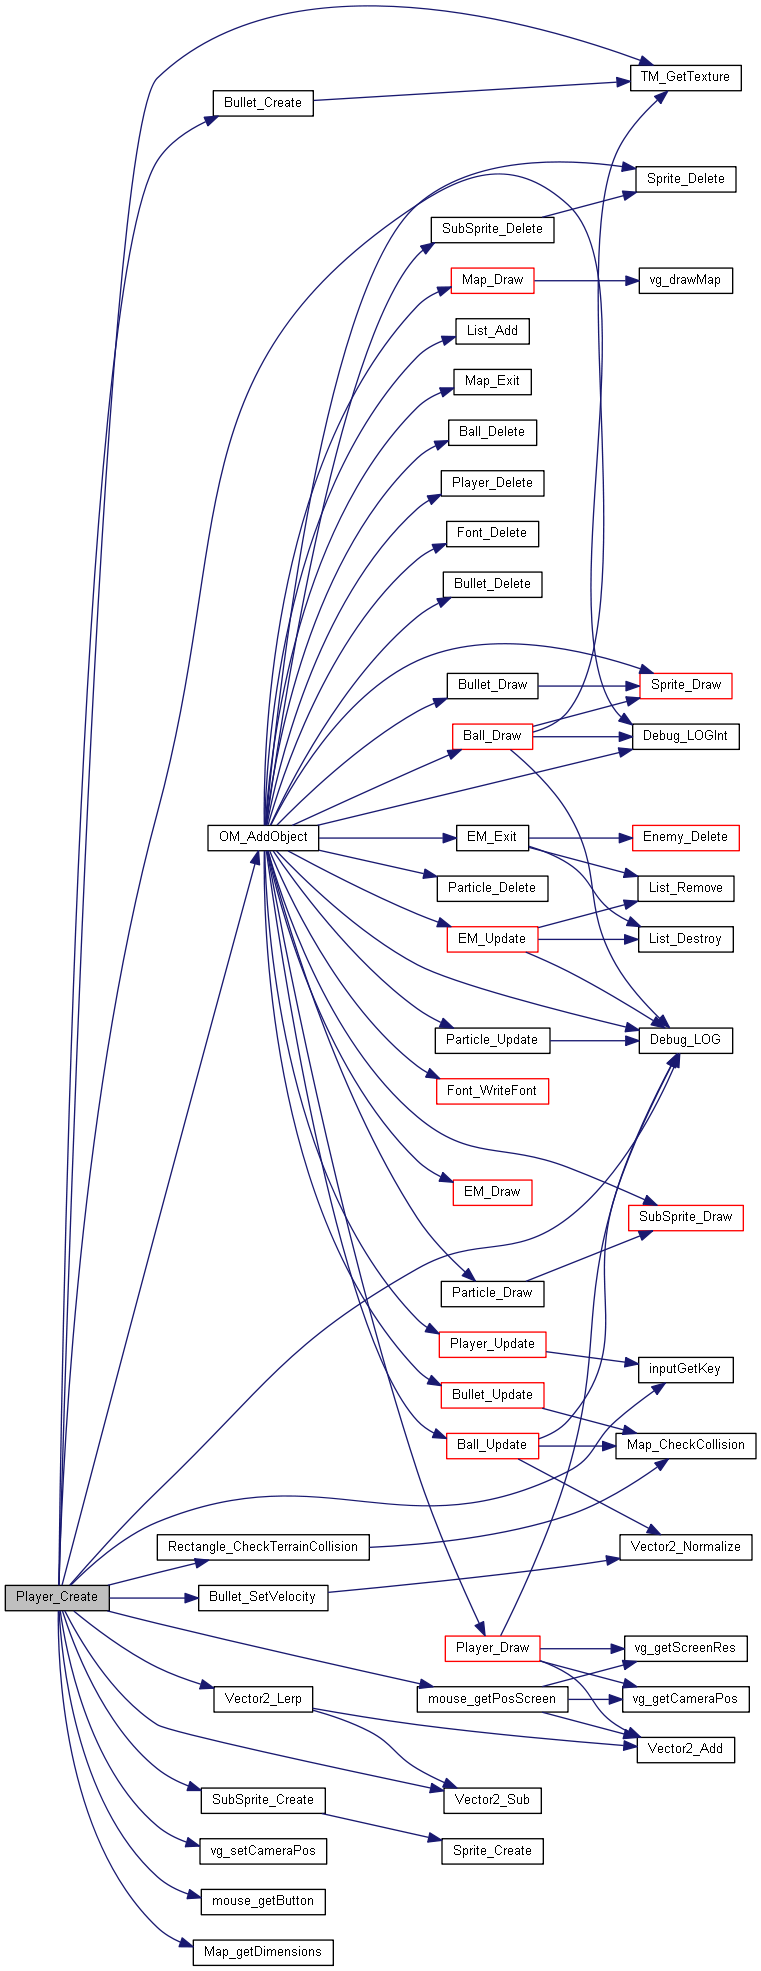 TM_GetTexture
Bullet_Create
Sprite_Delete
SubSprite_Delete
Map_Draw
vg_drawMap
List_Add
Map_Exit
Ball_Delete
Player_Delete
Font_Delete
Bullet_Delete
Bullet_Draw
Sprite_Draw
Ball_Draw
Debug_LOGInt
OM_AddObject
EM_Exit
Enemy_Delete
Particle_Delete
List_Remove
EM_Update
List_Destroy
Particle_Update
Debug_LOG
Font_WriteFont
EM_Draw
SubSprite_Draw
Particle_Draw
Player_Update
inputGetKey
Bullet_Update
Ball_Update
Map_CheckCollision
Rectangle_CheckTerrainCollision
Vector2_Normalize
Player_Create
Bullet_SetVelocity
Player_Draw
vg_getScreenRes
Vector2_Lerp
mouse_getPosScreen
vg_getCameraPos
Vector2_Add
SubSprite_Create
Vector2_Sub
vg_setCameraPos
Sprite_Create
mouse_getButton
Map_getDimensions